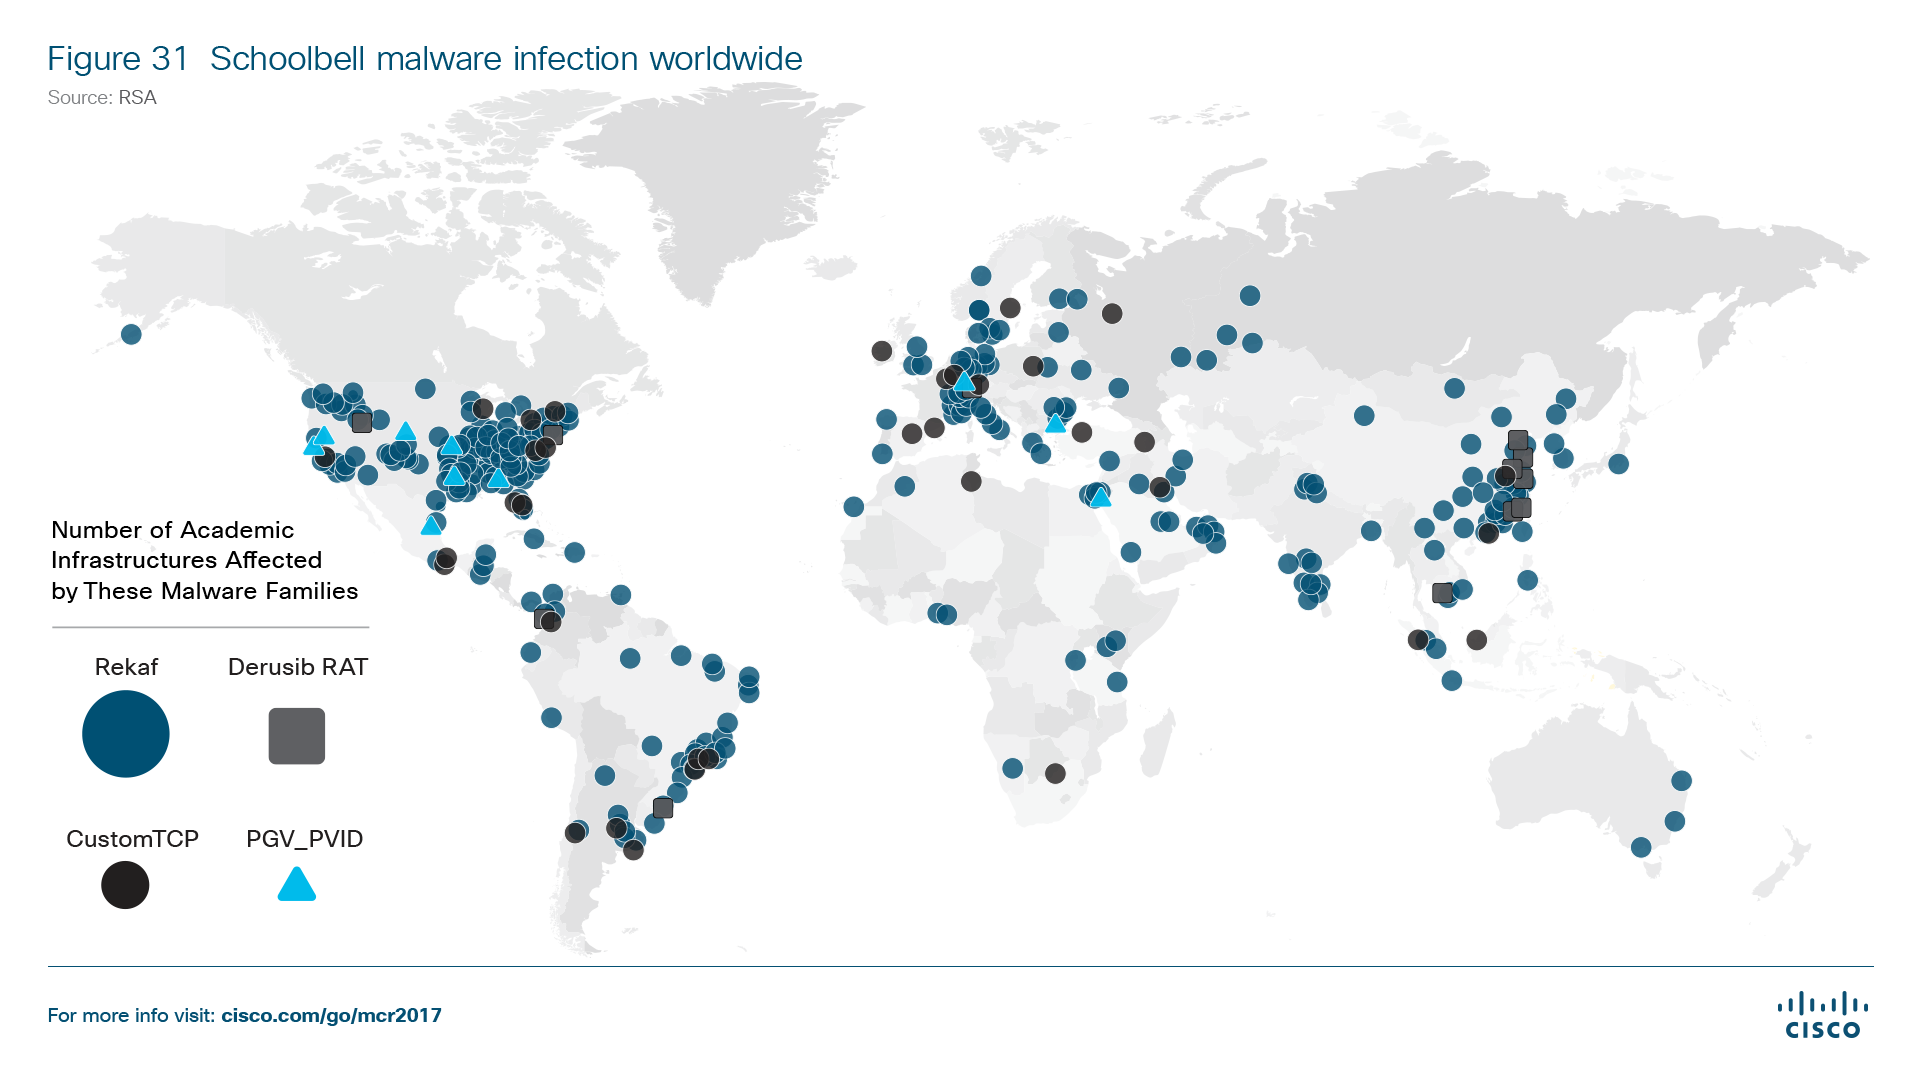 Figure 31 Schoolbell malware infection worldwide
Source: RSA
Number of Academic
Infrastructures Affected
by These Malware Families
Rekaf
Derusib RAT
CustomTCP
PGV_PVID
For more info visit: cisco.com/go/mcr2017
CISCO